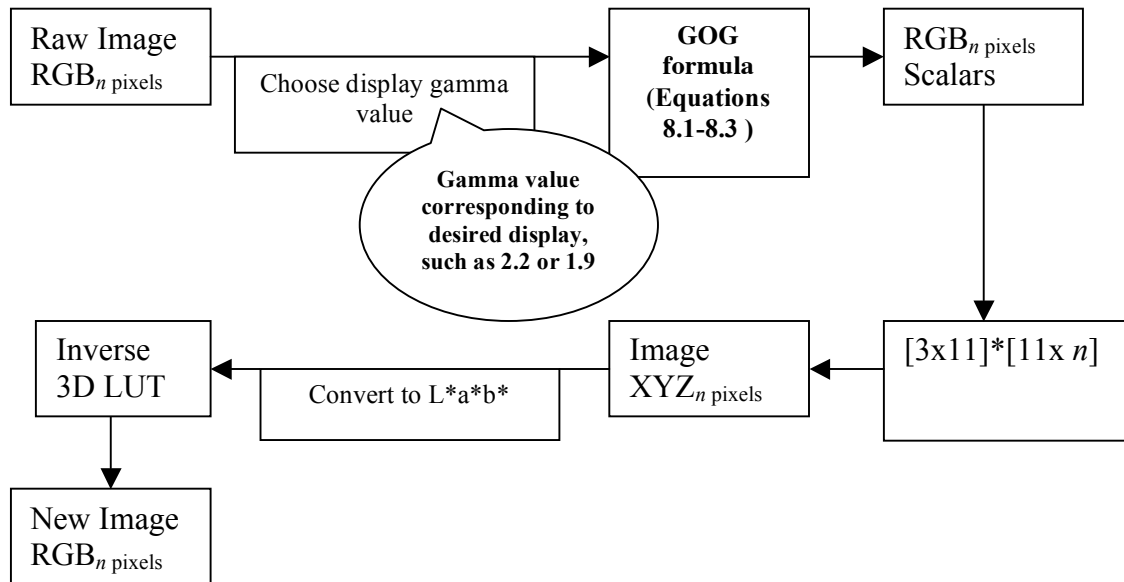 Raw Image
RGBn pixels
Choose display gamma
value
Gamma value
corresponding to
desired display,
such as 2.2 or 1.9
GOG
formula
(Equations
8.1-8.3 )
RGBn pixels
Scalars
[3x11]*[11x n]
Image
XYZn pixels
Convert to L*a*b*
Inverse
3D LUT
New Image
RGBn pixels